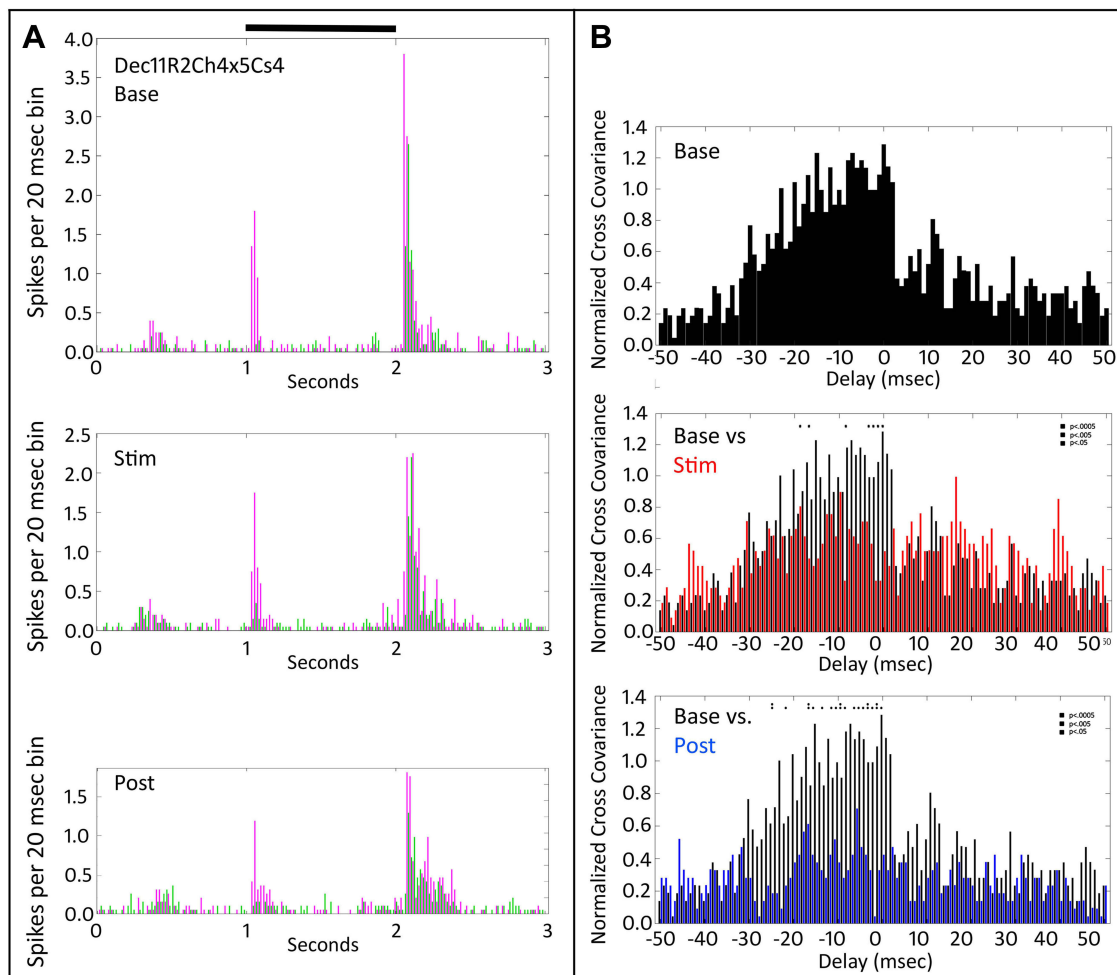 A
Dec11R2Ch4x5Cs4
Base
Spikes per 20 msec bin
4.0
3.5
3.0
2.5
2.0
1.5
1.0
0.5
0.0
0 1 2 3
Seconds
Stim
Spikes per 20 msec bin
2.5
2.0
1.5
1.0
0.5
0.0
0 1 2 3
Seconds
Post
Spikes per 20 msec bin
1.5
1.0
0.5
0.0
0 1 2 3
Seconds
B
Base
Normalized Cross Covariance
1.4
1.2
1.0
0.8
0.6
0.4
0.2
0.0
-50 -40 -30 -20 -10 0 10 20 30 40 50
Delay (msec)
Base vs
Stim
p<.0005
p<.005
p<.05
Normalized Cross Covariance
1.4
1.2
1.0
0.8
0.6
0.4
0.2
0.0
-50 -40 -30 -20 -10 0 10 20 30 40 50
Delay (msec)
Base vs.
Post
p<.0005
p<.005
p<.05
Normalized Cross Covariance
1.4
1.2
1.0
0.8
0.6
0.4
0.2
0.0
-50 -40 -30 -20 -10 0 10 20 30 40 50
Delay (msec)